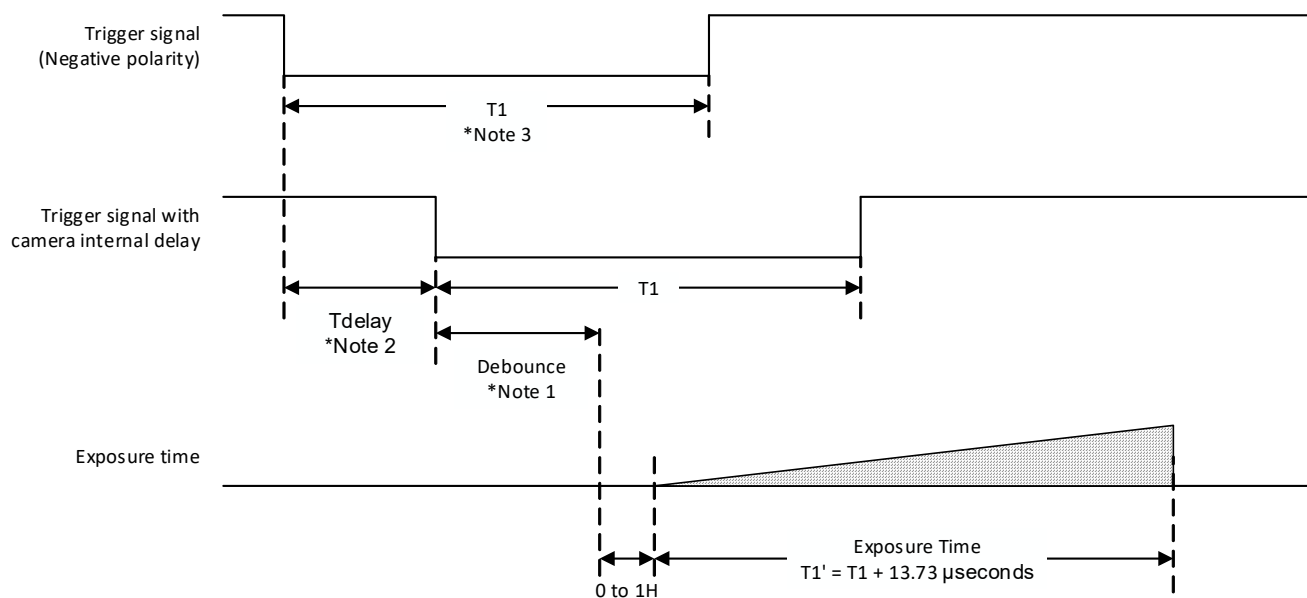 Trigger signal
(Negative polarity)
T1
*Note 3
Trigger signal with
camera internal delay
T1
Tdelay
*Note 2
Debounce
*Note 1
Exposure time
Exposure Time
T1' = T1 + 13.73 µseconds
0 to 1H